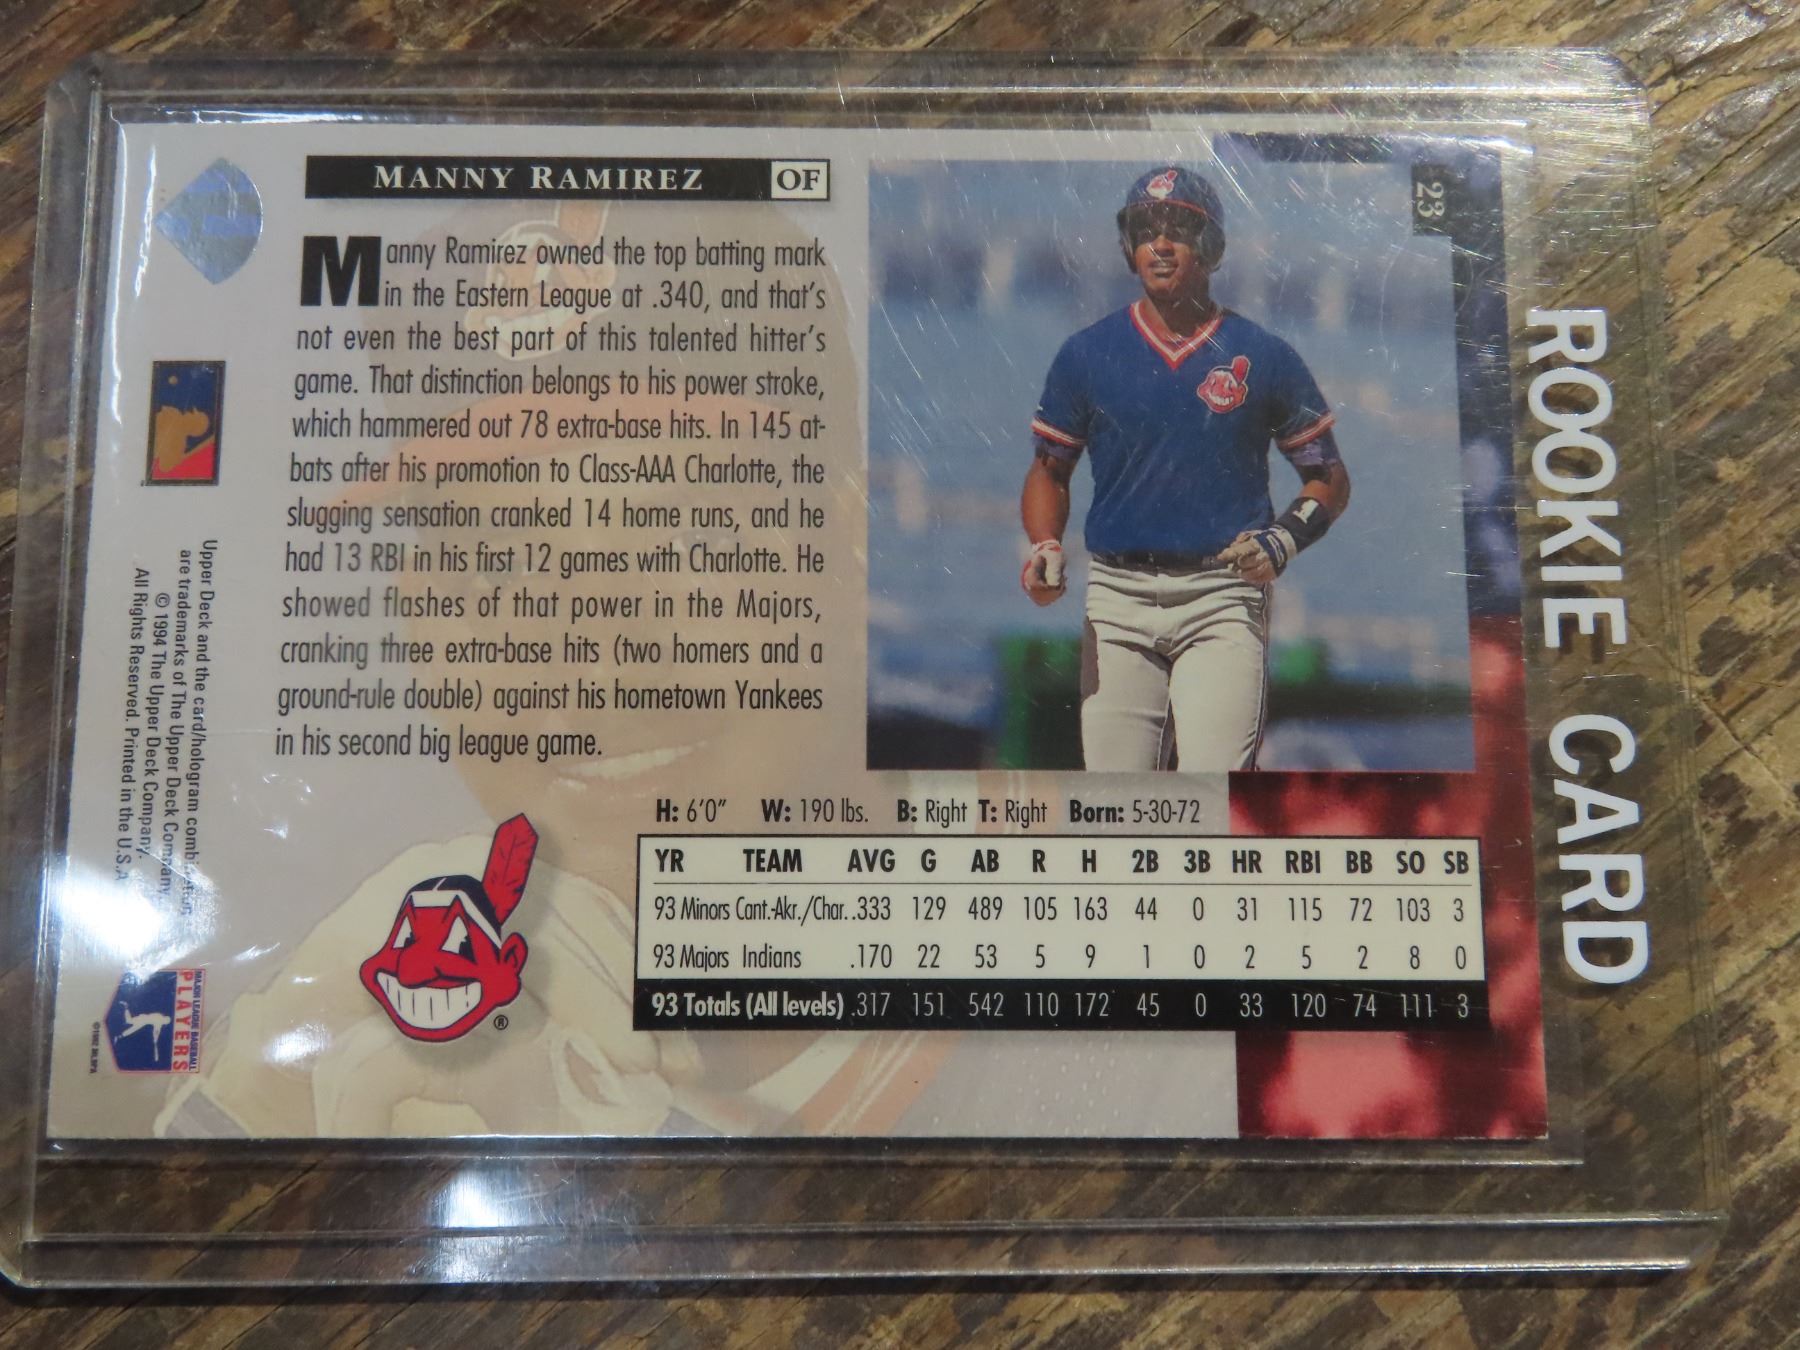 MANNY RAMIREZ OF
Manny Ramirez owned the top batting mark
in the Eastern League at .340, and that's
not even the best part of this talented hitter's
game. That distinction belongs to his power stroke,
which hammered out 78 extra-base hits. In 145 at-
bats after his promotion to Class-AAA Charlotte, the
slugging sensation cranked 14 home runs, and he
had 13 RBI in his first 12 games with Charlotte. He
showed flashes of that power in the Majors,
cranking three extra-base hits (two homers and a
ground-rule double) against his hometown Yankees
in his second big league game.
23
H: 6'0" W: 190 lbs. B: Right T: Right Born: 5-30-72
YR TEAM AVG G AB R H 2B 3B HR RBI BB SO SB
93 Minors Cant.-Akr./Char. .333 129 489 105 163 44 0 31 115 72 103 3
93 Majors Indians .170 22 53 5 9 1 0 2 5 2 8 0
93 Totals (All levels) .317 151 542 110 172 45 0 33 120 74 111 3
®
Upper Deck and the card/hologram combination
are trademarks of The Upper Deck Company
© 1994 The Upper Deck Company.
All Rights Reserved. Printed in the U.S.A.
MAJOR LEAGUE BASEBALL
PLAYERS
©1992 MLBPA
ROOKIE CARD